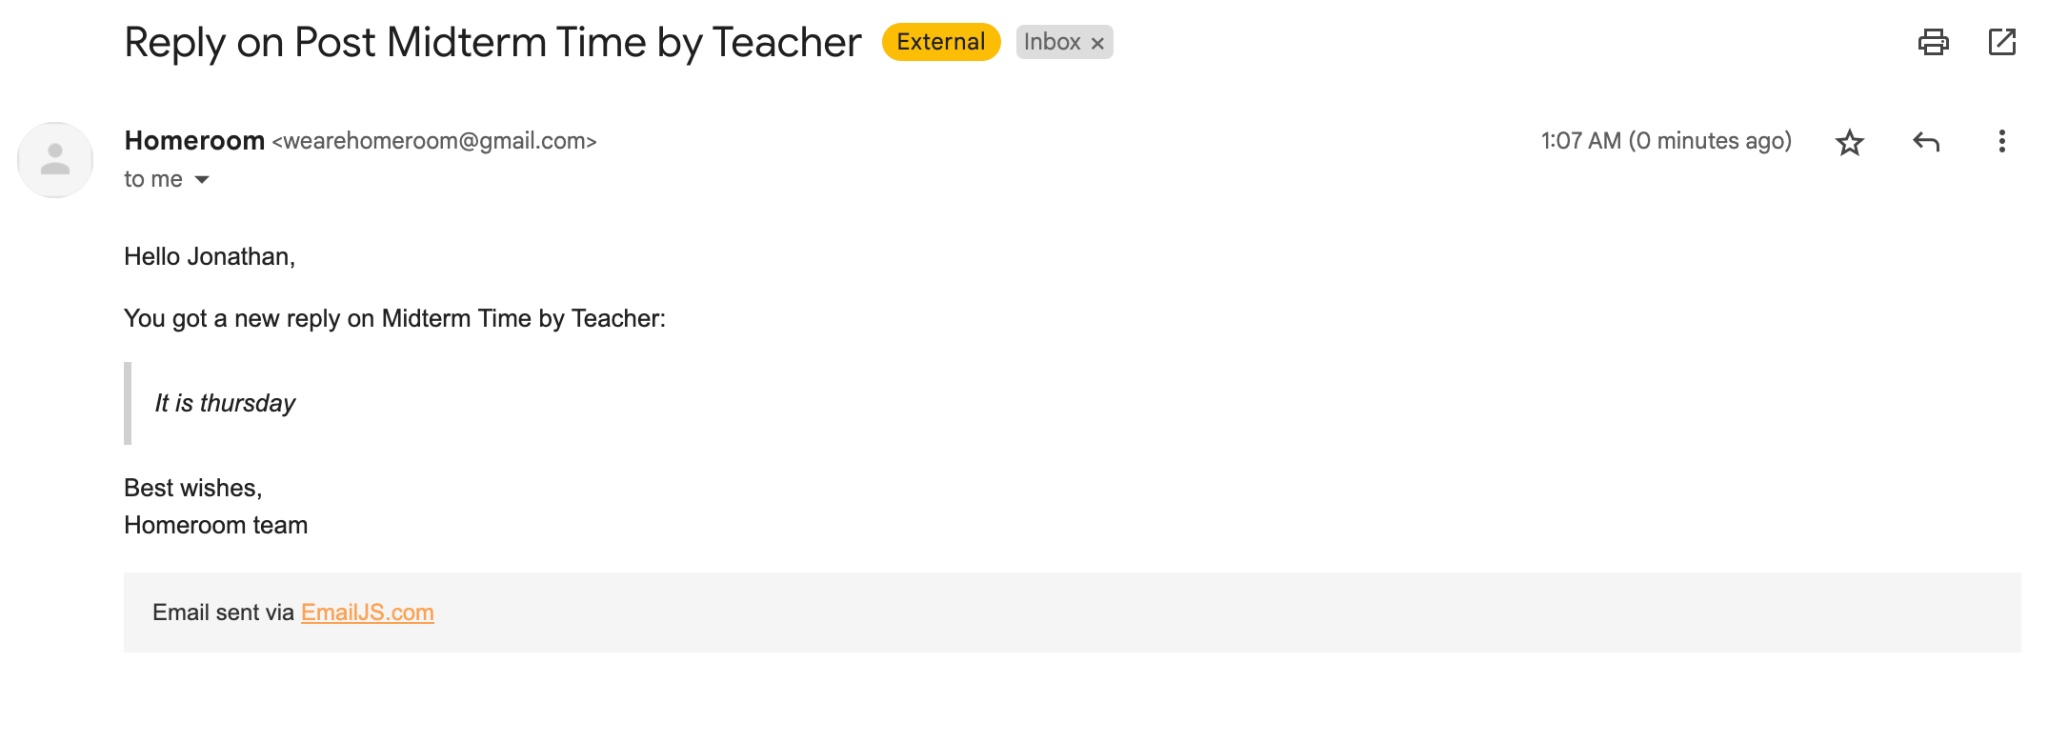 Reply on Post Midterm Time by Teacher External Inbox ×
Homeroom <wearehomeroom@gmail.com> 1:07 AM (0 minutes ago)
to me
Hello Jonathan,
You got a new reply on Midterm Time by Teacher:
It is thursday
Best wishes,
Homeroom team
Email sent via EmailJS.com